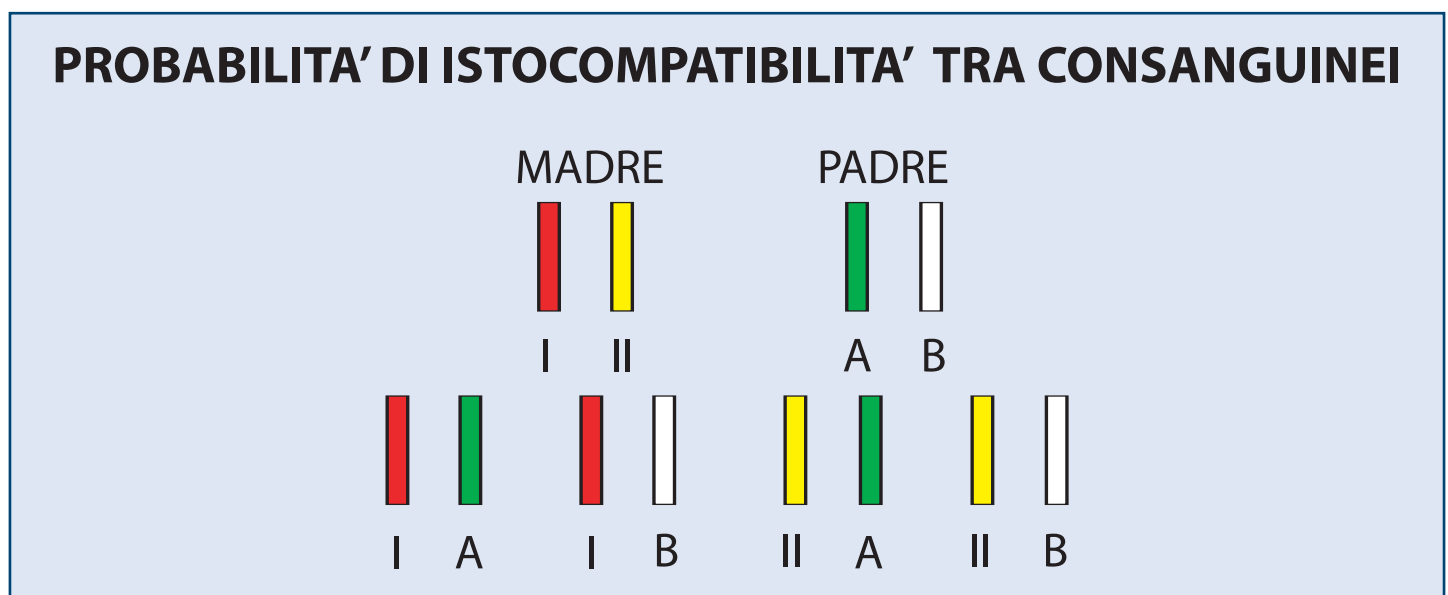 PROBABILITA’ DI ISTOCOMPATIBILITA’ TRA CONSANGUINEI
MADRE PADRE
I II A B
I A I B II A II B